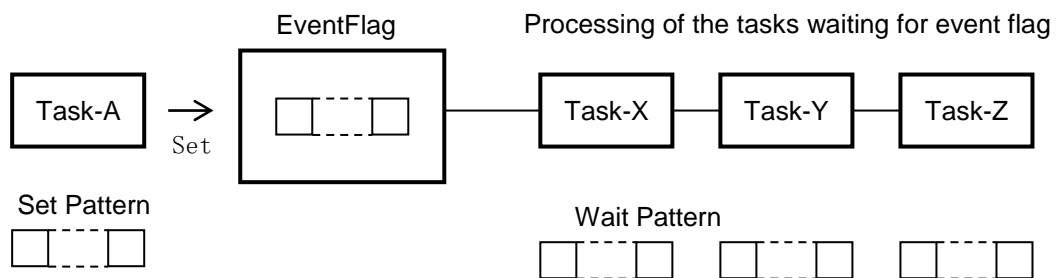 EventFlag
Processing of the tasks waiting for event flag
Task-A
Set
Task-X
Task-Y
Task-Z
Set Pattern
Wait Pattern